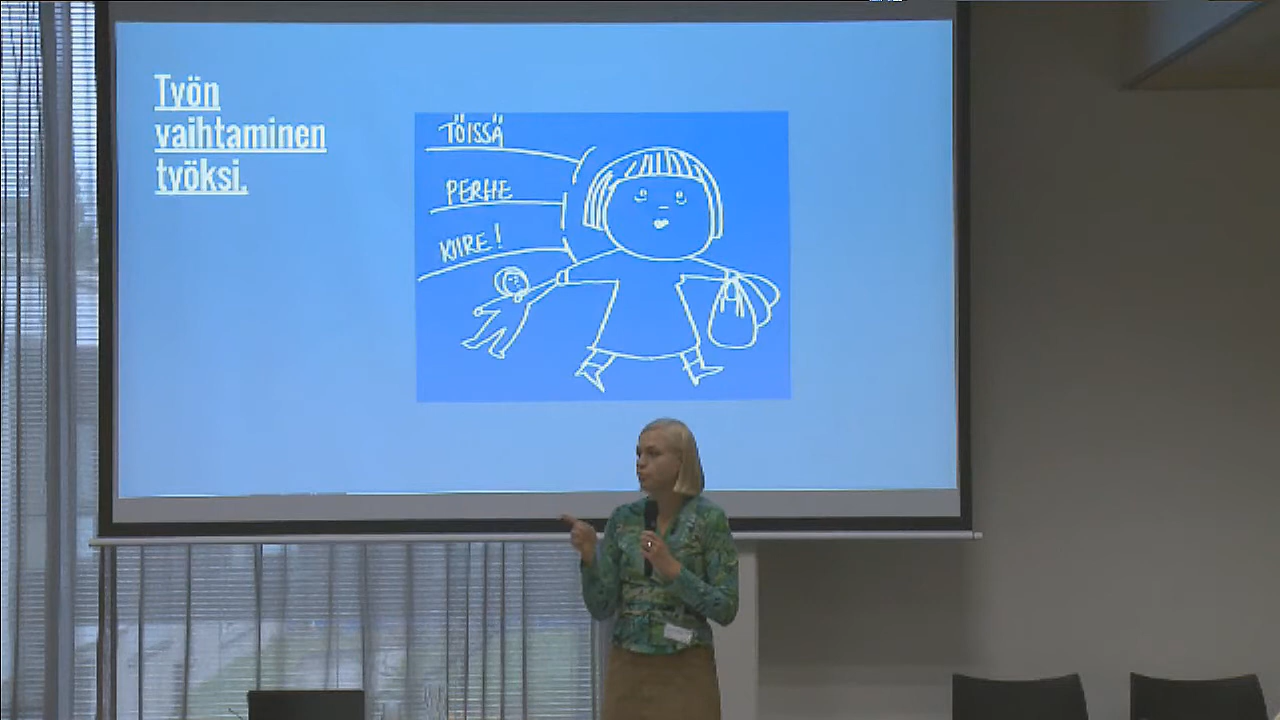 Työn
vaihtaminen
työksi.
TÖISSÄ
PERHE
KIIRE!